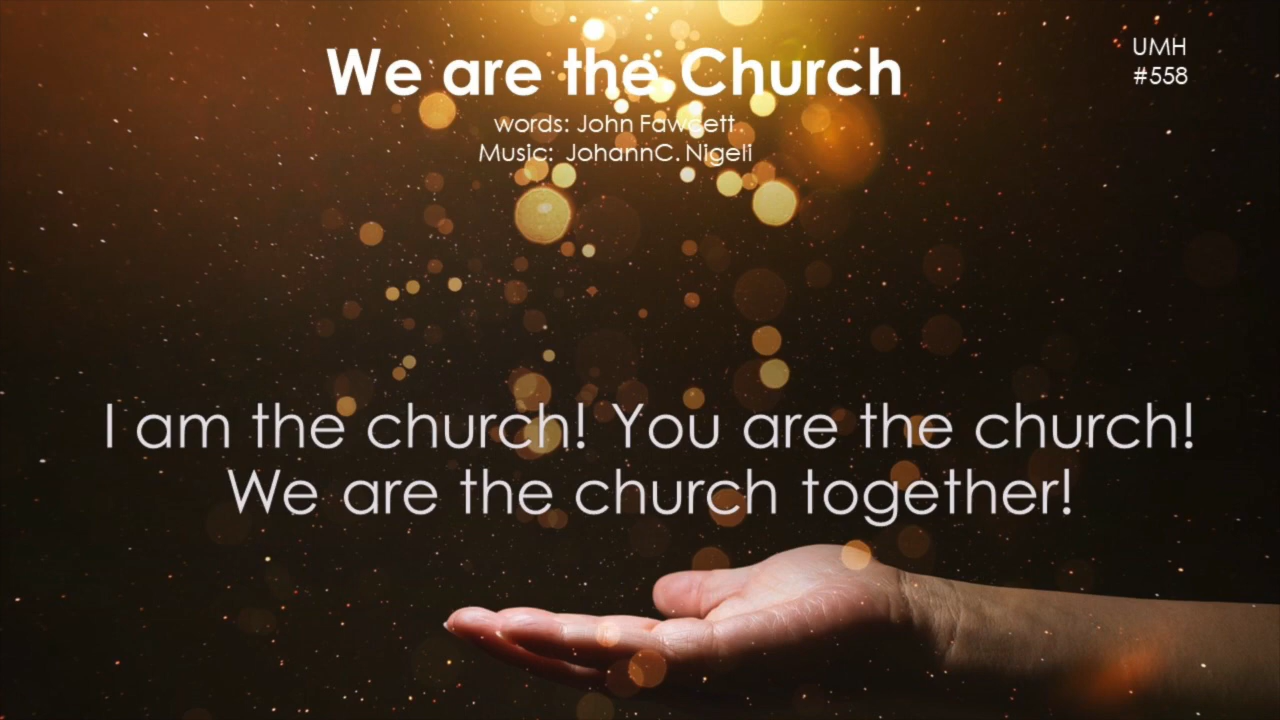 We are the Church
UMH
#558
words: John Fawcett
Music: JohannC. Nigeli
I am the church! You are the church!
We are the church together!